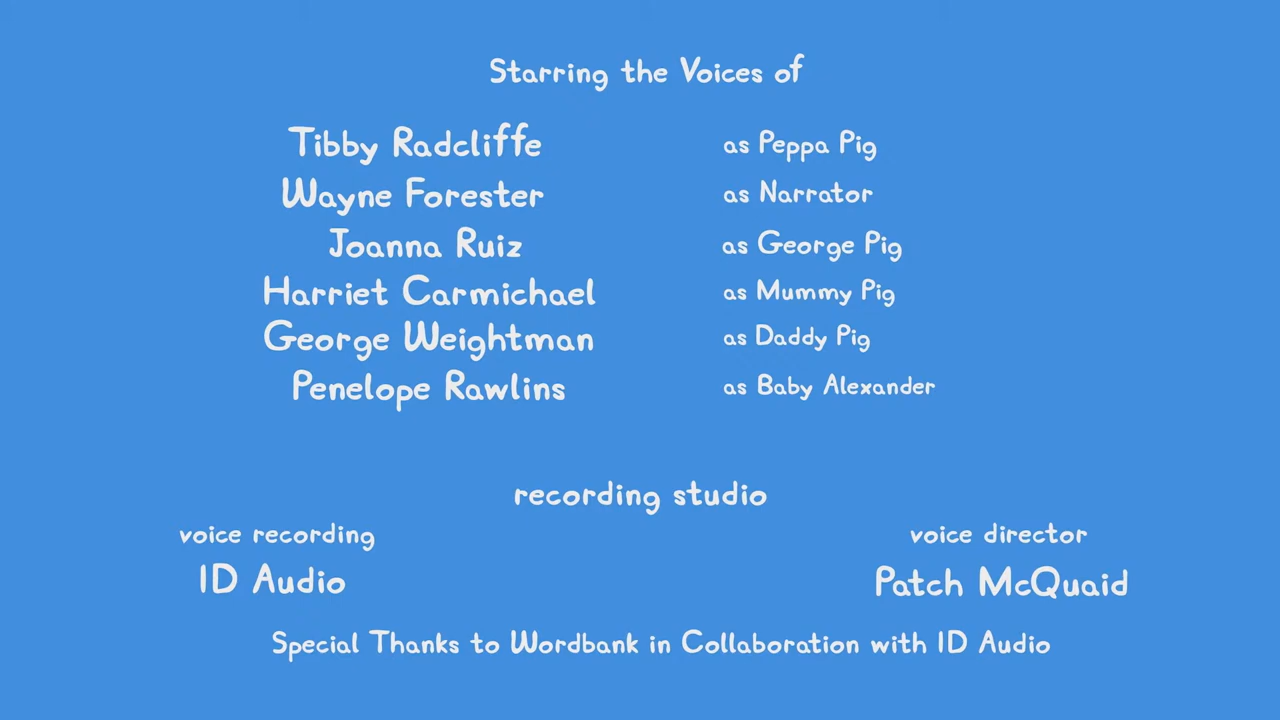 Starring the Voices of
Tibby Radcliffe as Peppa Pig
Wayne Forester as Narrator
Joanna Ruiz as George Pig
Harriet Carmichael as Mummy Pig
George Weightman as Daddy Pig
Penelope Rawlins as Baby Alexander
recording studio
voice recording voice director
ID Audio Patch McQuaid
Special Thanks to Wordbank in Collaboration with ID Audio